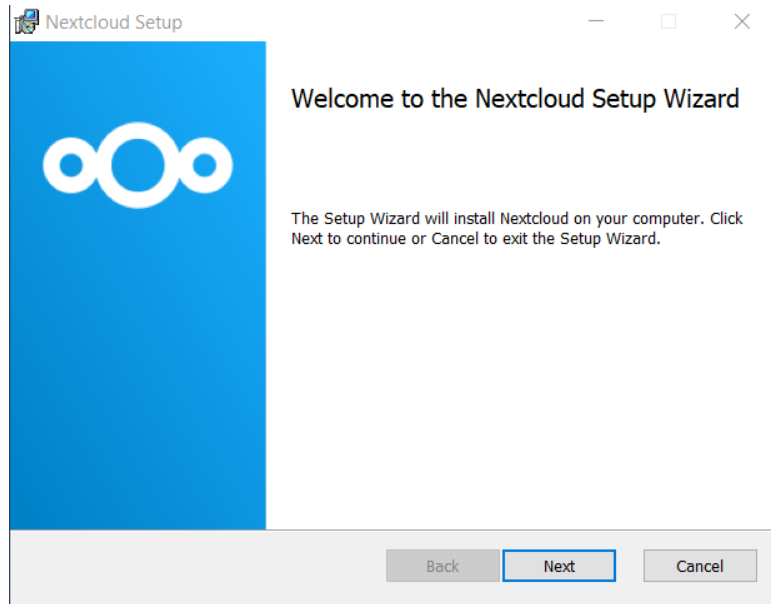 Nextcloud Setup
Welcome to the Nextcloud Setup Wizard
The Setup Wizard will install Nextcloud on your computer. Click
Next to continue or Cancel to exit the Setup Wizard.
Back Next Cancel